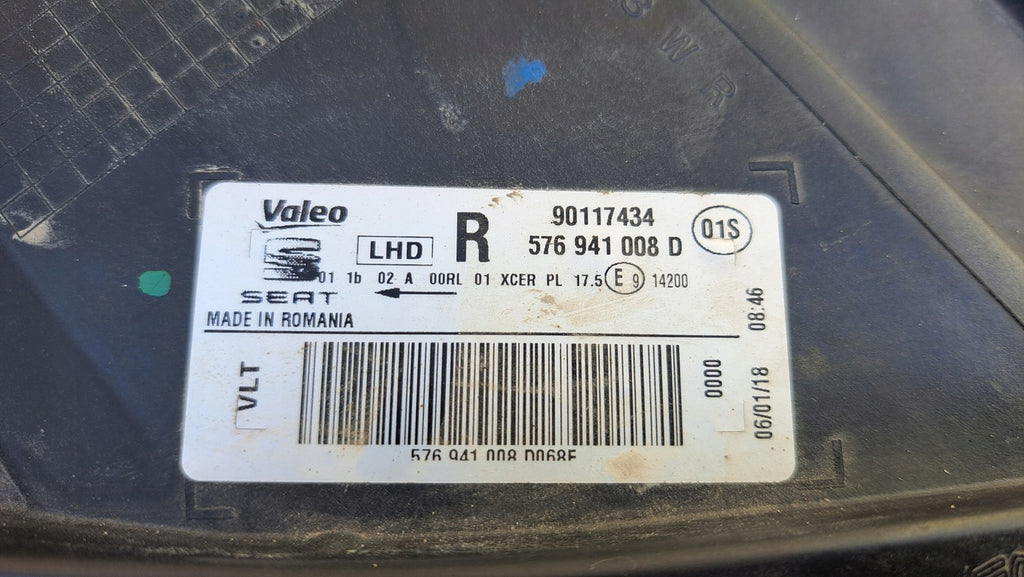 Valeo
R
90117434
01S
LHD
576 941 008 D
01 1b 02 A 00RL 01 XCER PL 17.5 E 9 14200
SEAT
MADE IN ROMANIA
08:46
VLT
0000
06/01/18
576 941 008 D068E